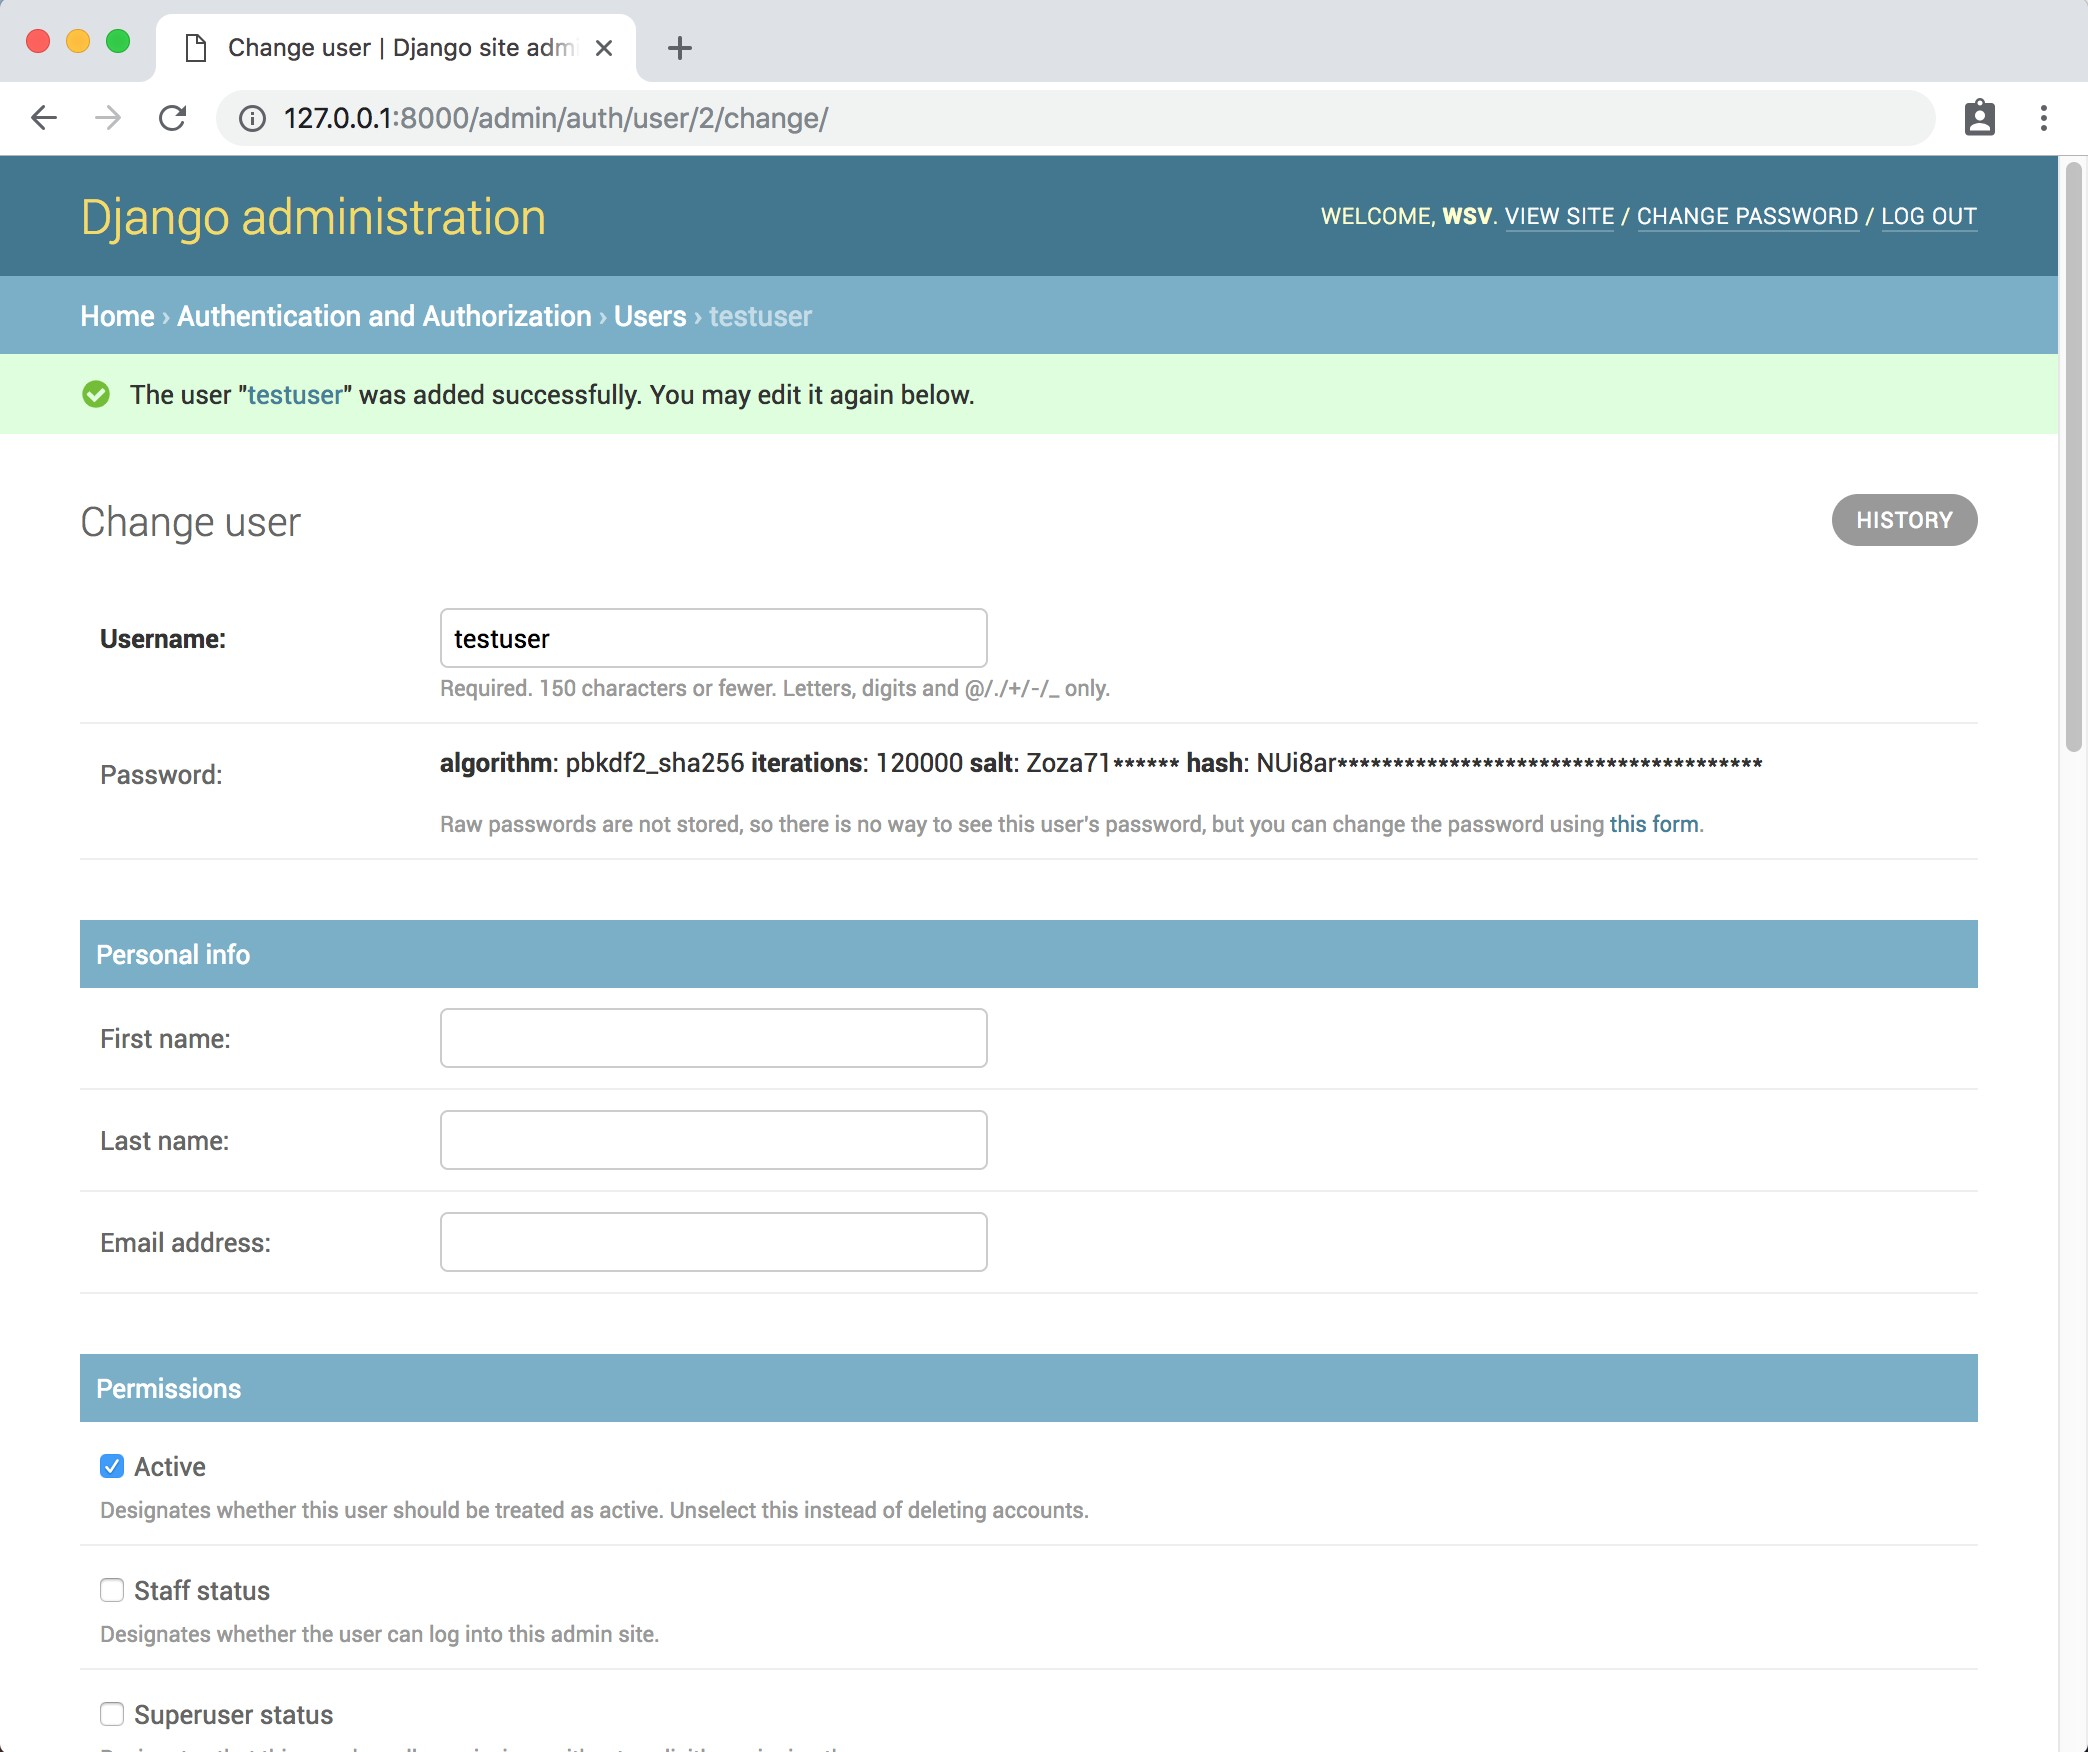 Change user | Django site adm
127.0.0.1:8000/admin/auth/user/2/change/
Django administration
WELCOME, WSV. VIEW SITE / CHANGE PASSWORD / LOG OUT
Home › Authentication and Authorization › Users › testuser
The user "testuser" was added successfully. You may edit it again below.
Change user
HISTORY
Username:
testuser
Required. 150 characters or fewer. Letters, digits and @/./+/-/_ only.
Password:
algorithm: pbkdf2_sha256 iterations: 120000 salt: Zoza71****** hash: NUi8ar**************************************
Raw passwords are not stored, so there is no way to see this user's password, but you can change the password using this form.
Personal info
First name:
Last name:
Email address:
Permissions
Active
Designates whether this user should be treated as active. Unselect this instead of deleting accounts.
Staff status
Designates whether the user can log into this admin site.
Superuser status